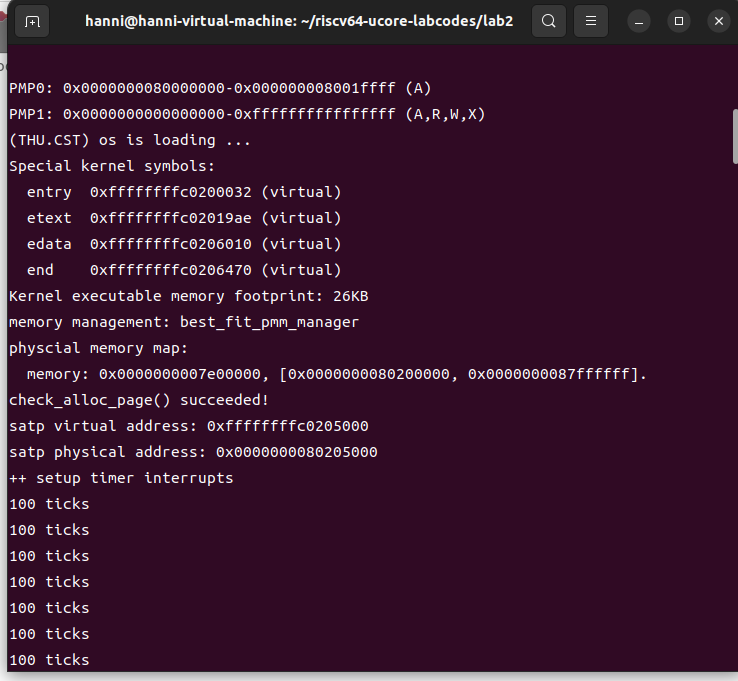 hanni@hanni-virtual-machine: ~/riscv64-ucore-labcodes/lab2
PMP0: 0x0000000080000000-0x000000008001ffff (A)
PMP1: 0x0000000000000000-0xffffffffffffffff (A,R,W,X)
(THU.CST) os is loading ...
Special kernel symbols:
  entry  0xffffffffc0200032 (virtual)
  etext  0xffffffffc02019ae (virtual)
  edata  0xffffffffc0206010 (virtual)
  end    0xffffffffc0206470 (virtual)
Kernel executable memory footprint: 26KB
memory management: best_fit_pmm_manager
physcial memory map:
  memory: 0x0000000007e00000, [0x0000000080200000, 0x0000000087ffffff].
check_alloc_page() succeeded!
satp virtual address: 0xffffffffc0205000
satp physical address: 0x0000000080205000
++ setup timer interrupts
100 ticks
100 ticks
100 ticks
100 ticks
100 ticks
100 ticks
100 ticks